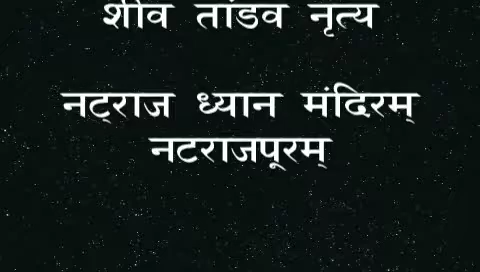 शीव तांडव नृत्य
नट्राज ध्यान मंदिरम्
नटराजपूरम्